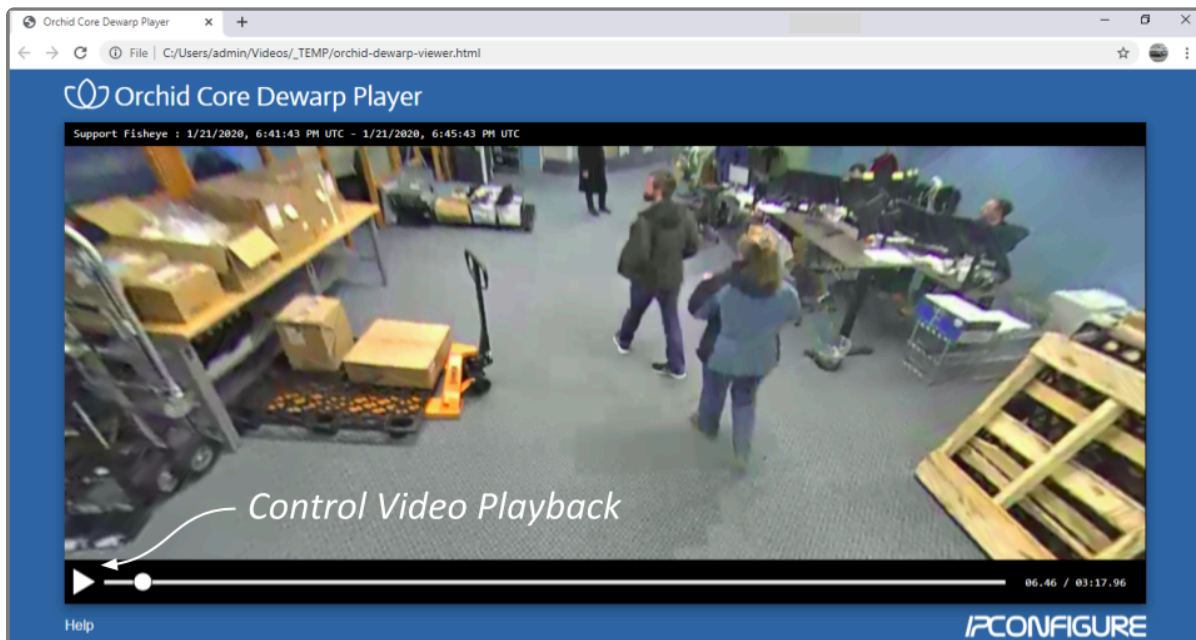 Orchid Core Dewarp Player
File | C:/Users/admin/Videos/_TEMP/orchid-dewarp-viewer.html
Orchid Core Dewarp Player
Support Fisheye : 1/21/2020, 6:41:43 PM UTC - 1/21/2020, 6:45:43 PM UTC
Control Video Playback
06.46 / 03:17.96
Help
IPCONFIGURE